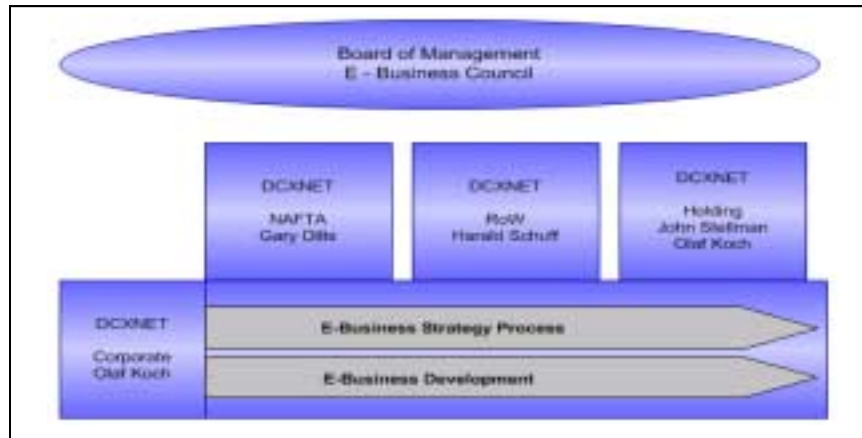 Board of Management
E - Business Council
DCXNET
NAFTA
Gary Dilts
DCXNET
RoW
Harald Schuff
DCXNET
Holding
John Stellman
Olaf Koch
DCXNET
Corporate
Olaf Koch
E-Business Strategy Process
E-Business Development